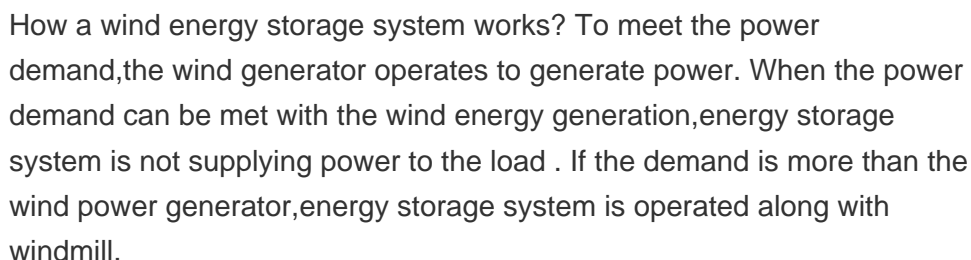 How a wind energy storage system works? To meet the power
demand,the wind generator operates to generate power. When the power
demand can be met with the wind energy generation,energy storage
system is not supplying power to the load . If the demand is more than the
wind power generator,energy storage system is operated along with
windmill.